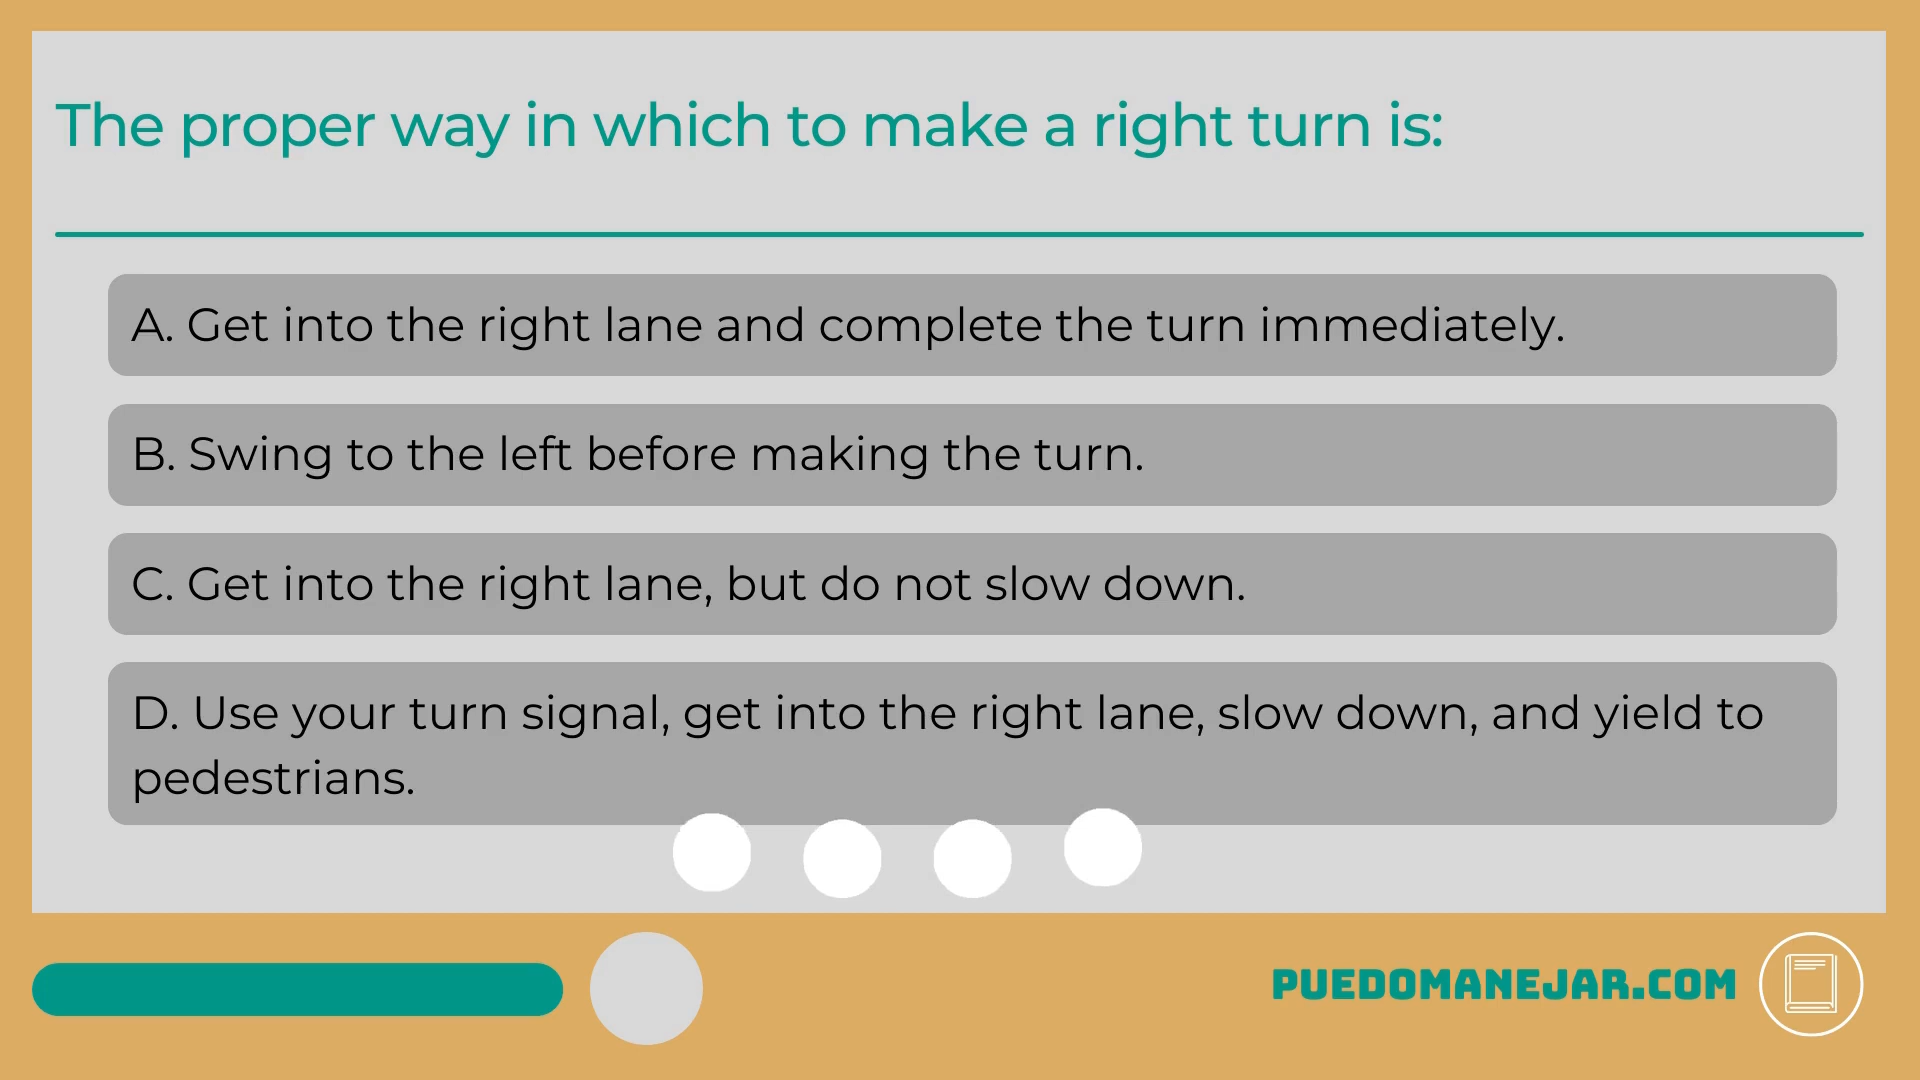 The proper way in which to make a right turn is:
A. Get into the right lane and complete the turn immediately.
B. Swing to the left before making the turn.
C. Get into the right lane, but do not slow down.
D. Use your turn signal, get into the right lane, slow down, and yield to
pedestrians.
PUEDOMANEJAR.COM